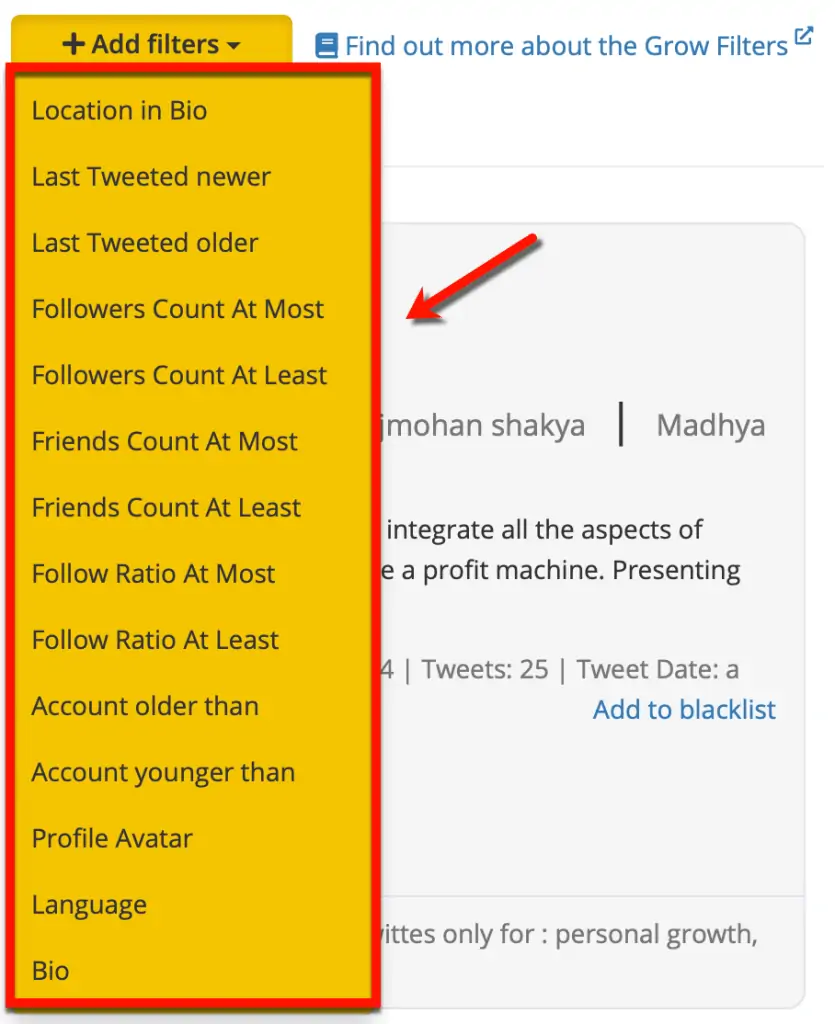 Add filters
Find out more about the Grow Filters
Location in Bio
Last Tweeted newer
Last Tweeted older
Followers Count At Most
Followers Count At Least
Friends Count At Most
Friends Count At Least
Follow Ratio At Most
Follow Ratio At Least
Account older than
Account younger than
Profile Avatar
Language
Bio
jmohan shakya | Madhya
integrate all the aspects of
e a profit machine. Presenting
4 | Tweets: 25 | Tweet Date: a
Add to blacklist
ittes only for : personal growth,